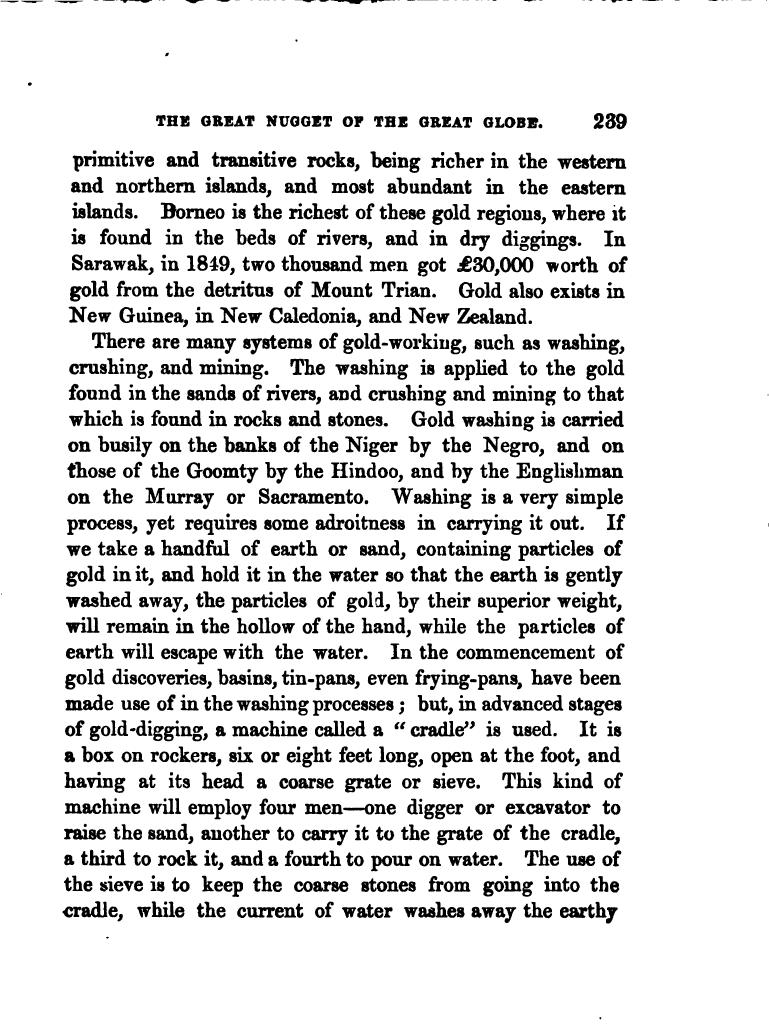 THE GREAT NUGGET OF THE GREAT GLOBE. 239
primitive and transitive rocks, being richer in the western
and northern islands, and most abundant in the eastern
islands. Borneo is the richest of these gold regions, where it
is found in the beds of rivers, and in dry diggings. In
Sarawak, in 1849, two thousand men got £30,000 worth of
gold from the detritus of Mount Trian. Gold also exists in
New Guinea, in New Caledonia, and New Zealand.
There are many systems of gold-working, such as washing,
crushing, and mining. The washing is applied to the gold
found in the sands of rivers, and crushing and mining to that
which is found in rocks and stones. Gold washing is carried
on busily on the banks of the Niger by the Negro, and on
those of the Goomty by the Hindoo, and by the Englishman
on the Murray or Sacramento. Washing is a very simple
process, yet requires some adroitness in carrying it out. If
we take a handful of earth or sand, containing particles of
gold in it, and hold it in the water so that the earth is gently
washed away, the particles of gold, by their superior weight,
will remain in the hollow of the hand, while the particles of
earth will escape with the water. In the commencement of
gold discoveries, basins, tin-pans, even frying-pans, have been
made use of in the washing processes; but, in advanced stages
of gold-digging, a machine called a “cradle” is used. It is
a box on rockers, six or eight feet long, open at the foot, and
having at its head a coarse grate or sieve. This kind of
machine will employ four men—one digger or excavator to
raise the sand, another to carry it to the grate of the cradle,
a third to rock it, and a fourth to pour on water. The use of
the sieve is to keep the coarse stones from going into the
cradle, while the current of water washes away the earthy